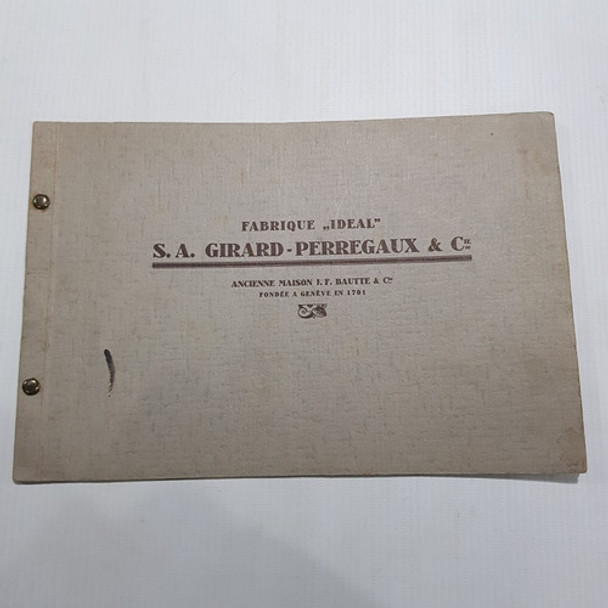 FABRIQUE „IDEAL”
S. A. GIRARD-PERREGAUX & Cie
ANCIENNE MAISON J. F. BAUTTE & Cie
FONDÉE A GENÈVE EN 1791